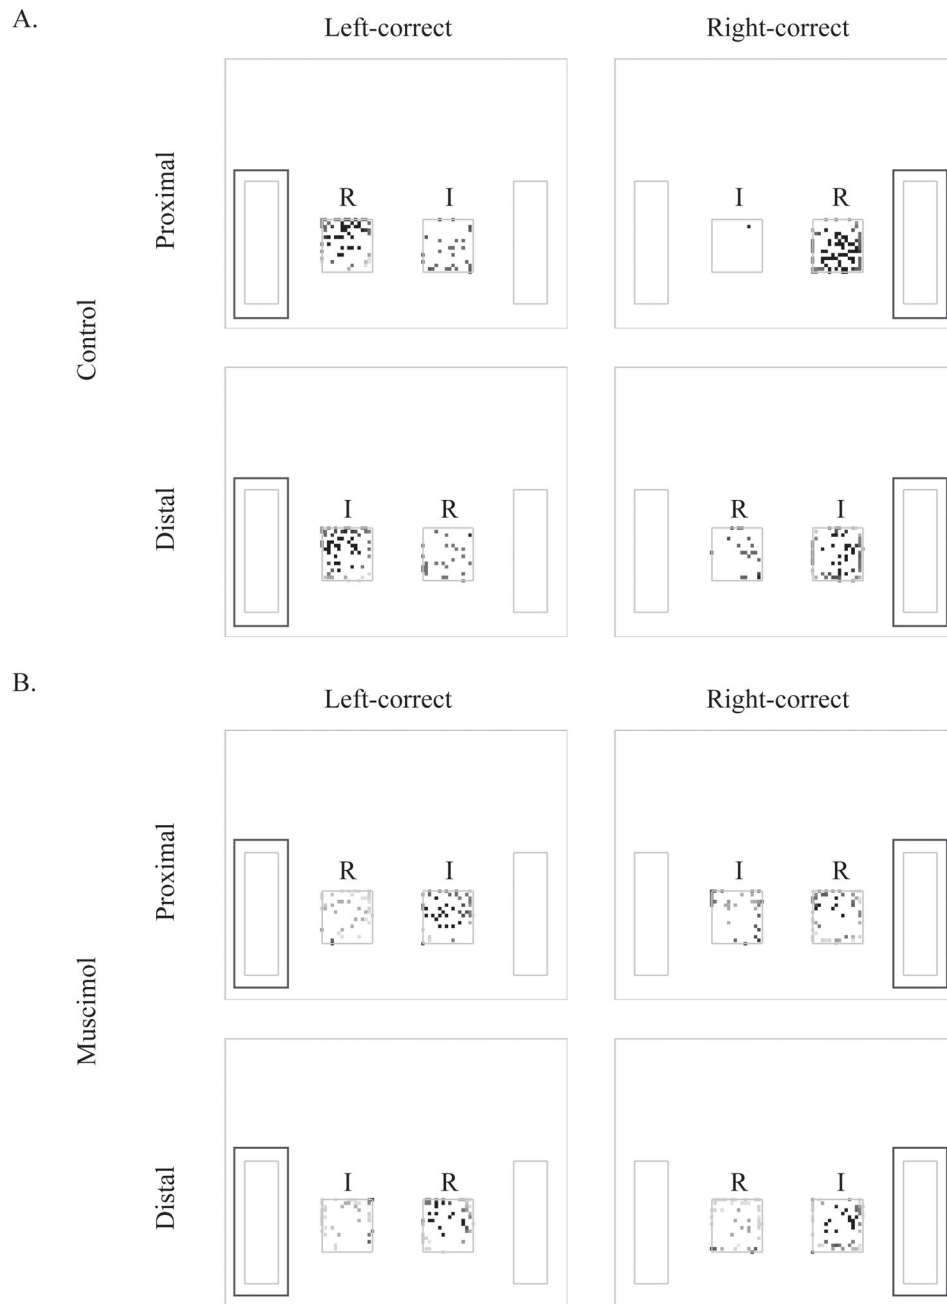 A.
Left-correct Right-correct
Control
Proximal
R I I R
Distal
I R R I
B.
Left-correct Right-correct
Muscimol
Proximal
R I I R
Distal
I R R I